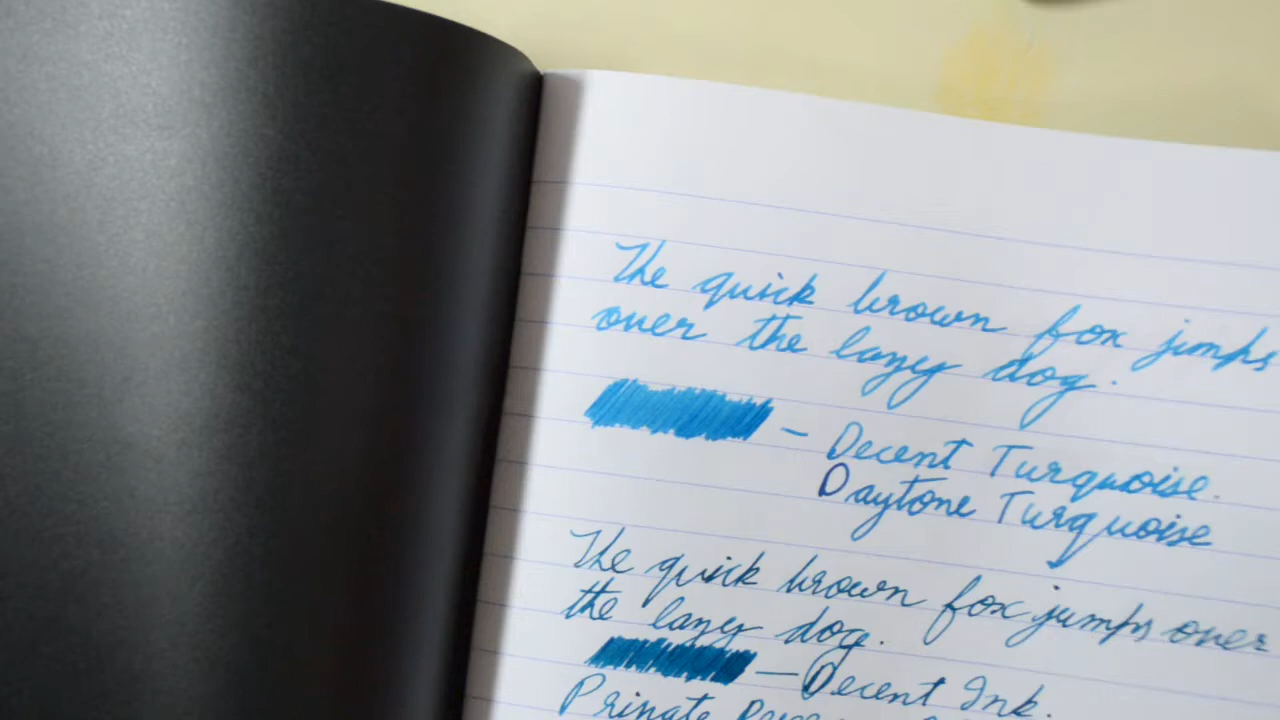 The quick brown fox jumps
over the lazy dog.
- Decent Turquoise.
Daytone Turquoise
The quick brown fox jumps over
the lazy dog.
- Decent Ink.
Private